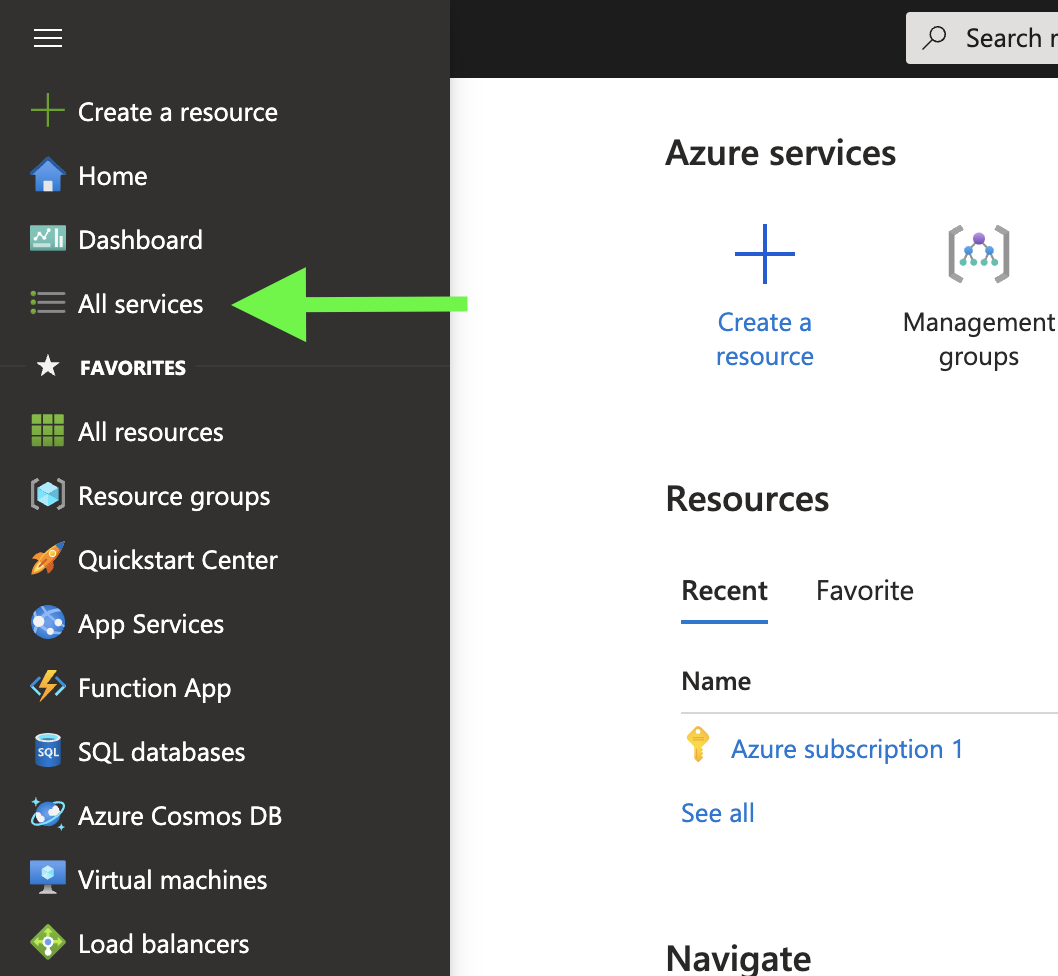 Search
Create a resource
Home
Dashboard
All services
FAVORITES
All resources
Resource groups
Quickstart Center
App Services
Function App
SQL
SQL databases
Azure Cosmos DB
Virtual machines
Load balancers
Azure services
Create a
resource
Management
groups
Resources
Recent
Favorite
Name
Azure subscription 1
See all
Navigate